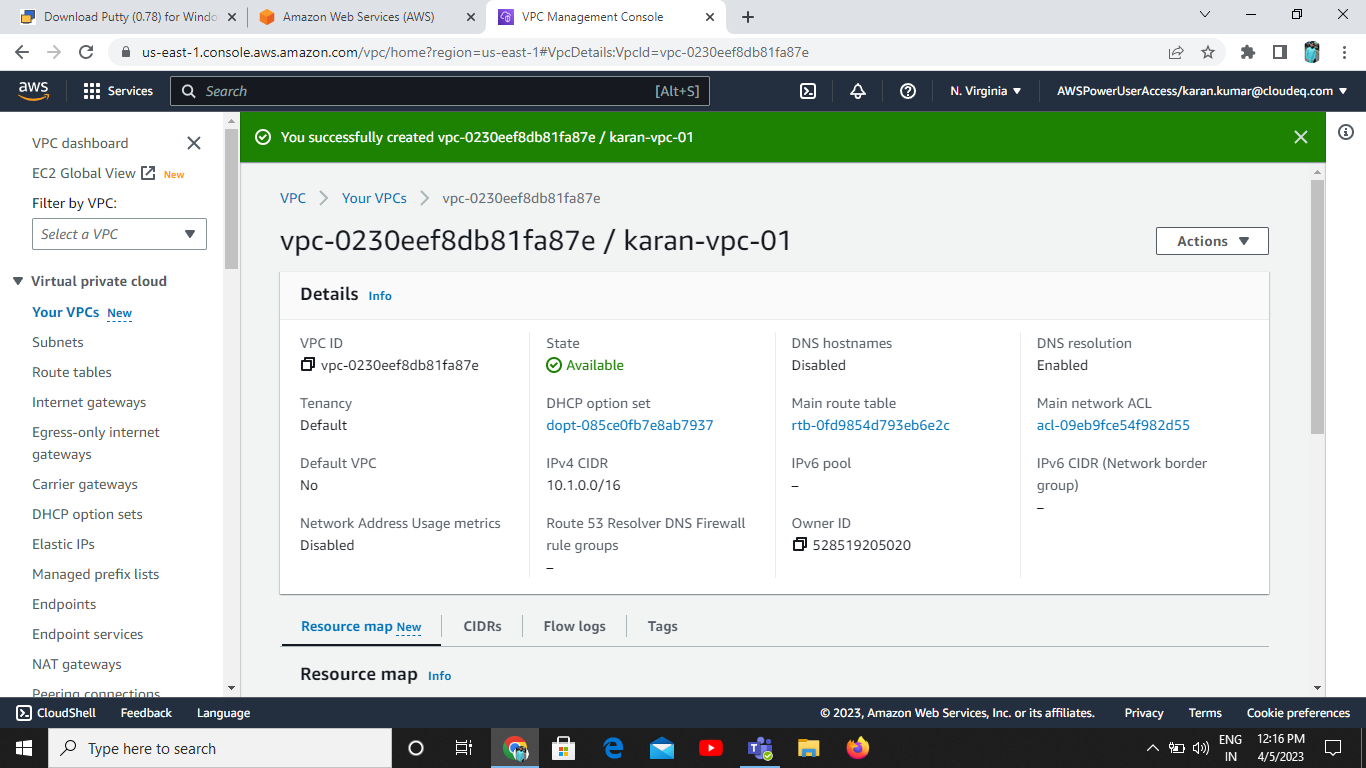 Download Putty (0.78) for Windo
Amazon Web Services (AWS)
VPC Management Console
us-east-1.console.aws.amazon.com/vpc/home?region=us-east-1#VpcDetails:VpcId=vpc-0230eef8db81fa87e
aws
Services
Search
[Alt+S]
N. Virginia
AWSPowerUserAccess/karan.kumar@cloudeq.com
VPC dashboard
EC2 Global View New
Filter by VPC:
Select a VPC
Virtual private cloud
Your VPCs New
Subnets
Route tables
Internet gateways
Egress-only internet
gateways
Carrier gateways
DHCP option sets
Elastic IPs
Managed prefix lists
Endpoints
Endpoint services
NAT gateways
Peering connections
You successfully created vpc-0230eef8db81fa87e / karan-vpc-01
VPC
Your VPCs
vpc-0230eef8db81fa87e
vpc-0230eef8db81fa87e / karan-vpc-01
Actions
Details Info
VPC ID
vpc-0230eef8db81fa87e
State
Available
DNS hostnames
Disabled
DNS resolution
Enabled
Tenancy
Default
DHCP option set
dopt-085ce0fb7e8ab7937
Main route table
rtb-0fd9854d793eb6e2c
Main network ACL
acl-09eb9fce54f982d55
Default VPC
No
IPv4 CIDR
10.1.0.0/16
IPv6 pool
–
IPv6 CIDR (Network border
group)
–
Network Address Usage metrics
Disabled
Route 53 Resolver DNS Firewall
rule groups
–
Owner ID
528519205020
Resource map New
CIDRs
Flow logs
Tags
Resource map Info
CloudShell
Feedback
Language
© 2023, Amazon Web Services, Inc. or its affiliates.
Privacy
Terms
Cookie preferences
Type here to search
ENG
IN
12:16 PM
4/5/2023